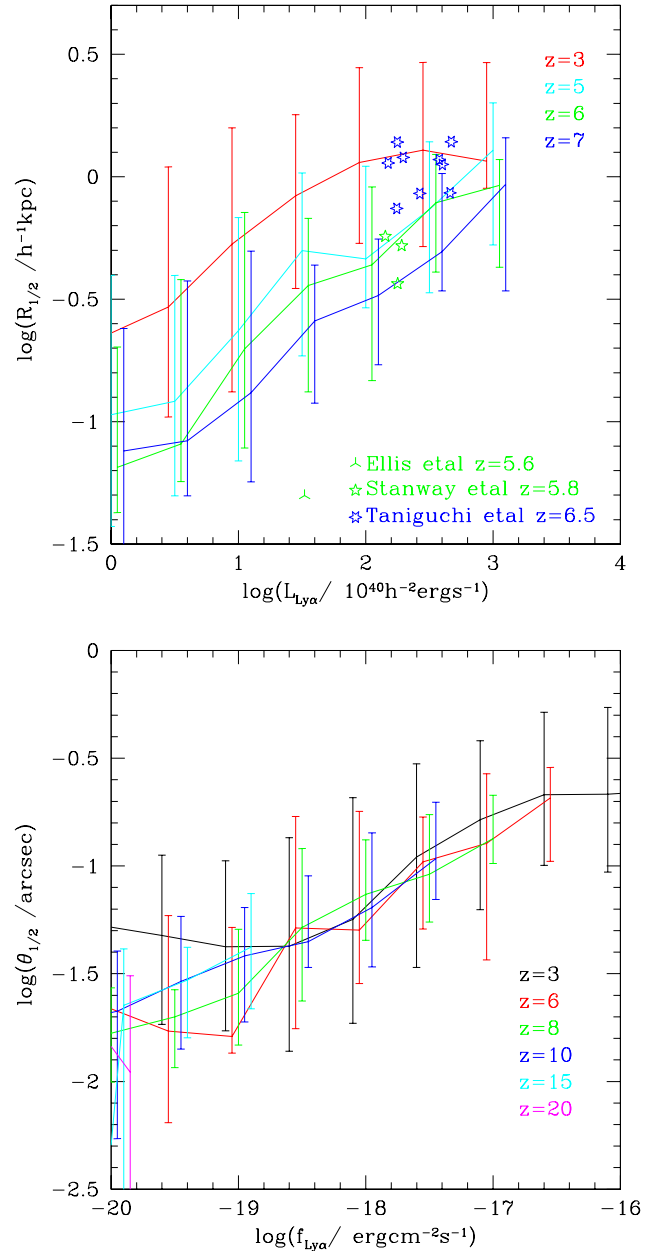 0.5
0
−0.5
−1
−1.5
log(R1/2 /h⁻¹kpc)
z=3
z=5
z=6
z=7
Ellis etal z=5.6
Stanway etal z=5.8
Taniguchi etal z=6.5
0 1 2 3 4
log(LLyα/ 10⁴⁰h⁻²ergs⁻¹)
0
−0.5
−1
−1.5
−2
−2.5
log(θ1/2 /arcsec)
z=3
z=6
z=8
z=10
z=15
z=20
−20 −19 −18 −17 −16
log(fLyα/ ergcm⁻²s⁻¹)